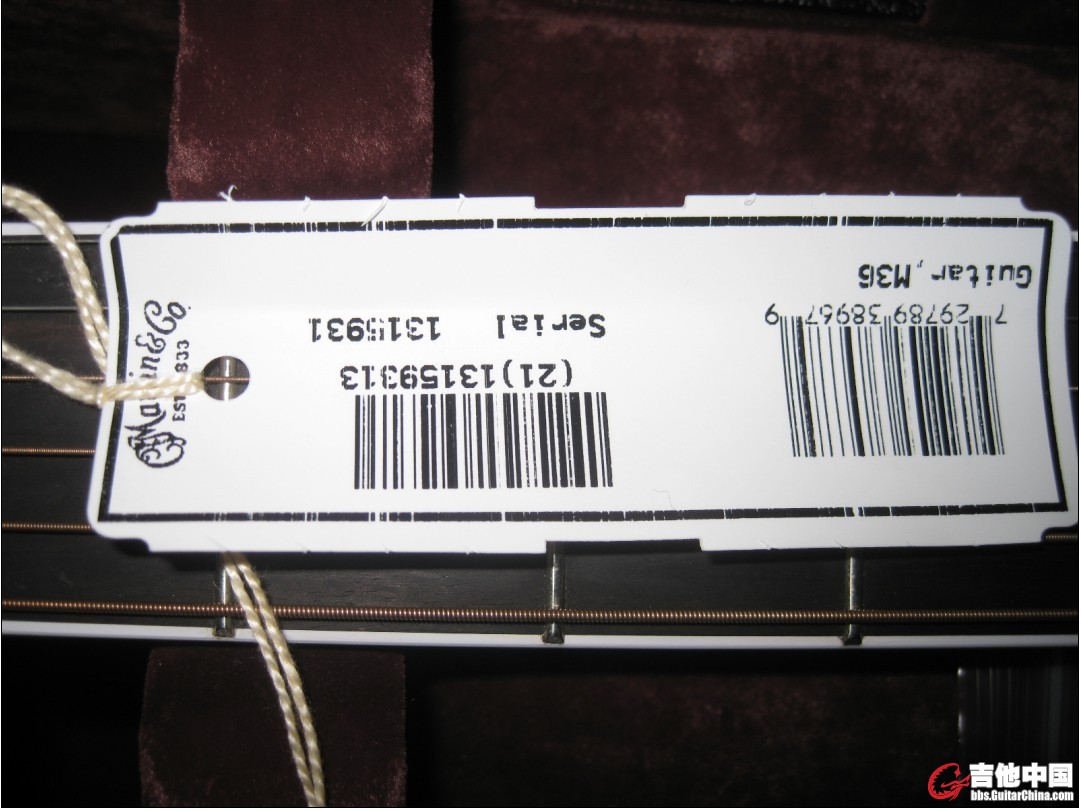 7 29789 38967 9
Guitar,M36
(21)13159313
Serial 1315931
Martin & Co.
EST. 1833
吉他中国
bbs.GuitarChina.com